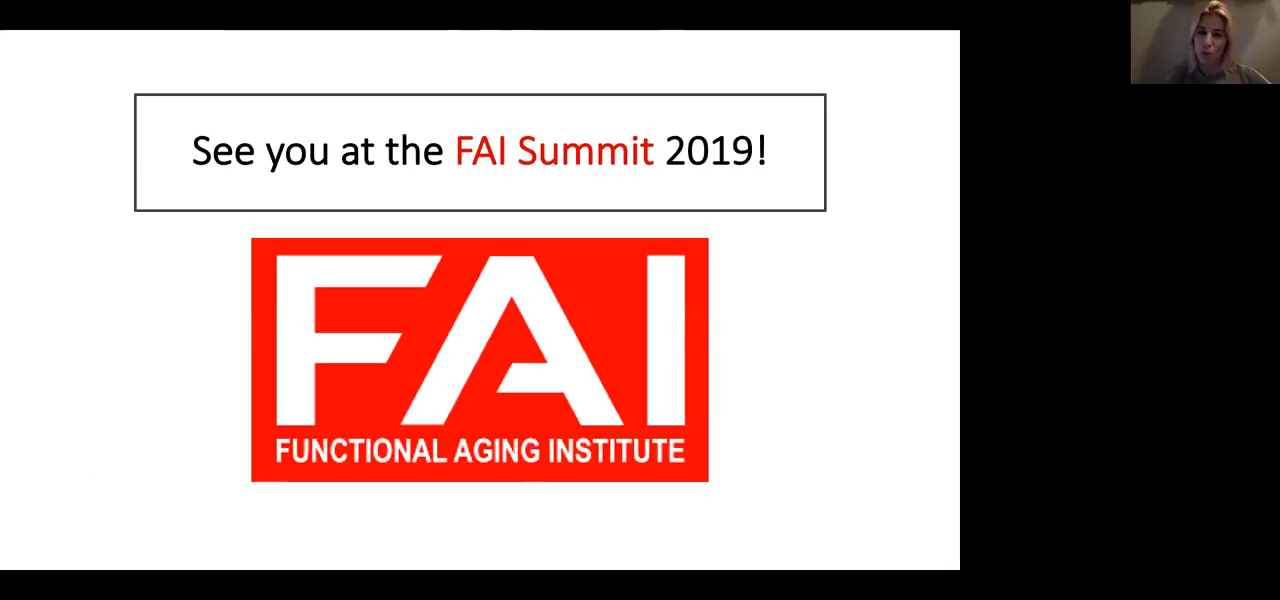 See you at the FAI Summit 2019!
FAI
FUNCTIONAL AGING INSTITUTE